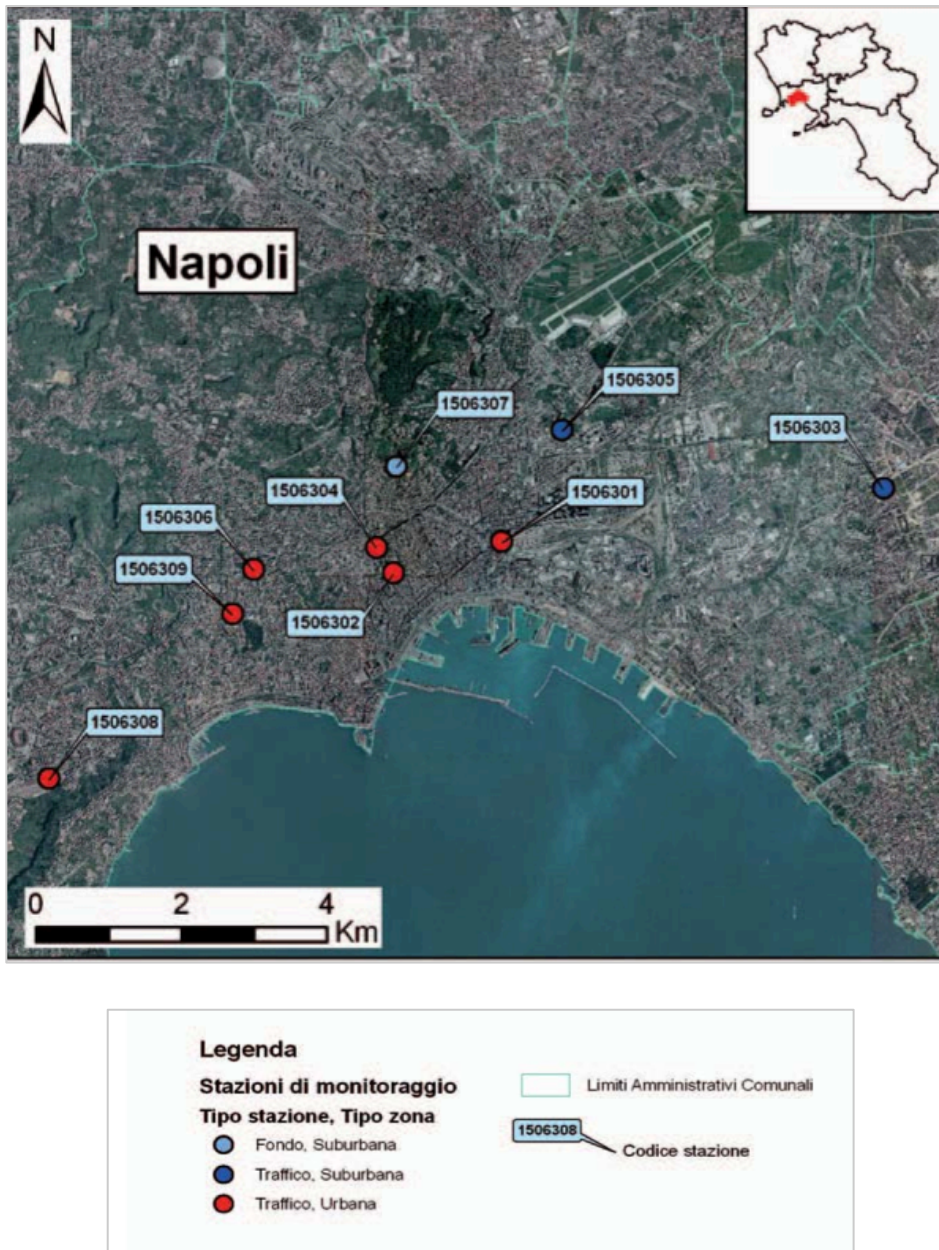 N
Napoli
1506305
1506307
1506303
1506304
1506301
1506306
1506309
1506302
1506308
0 2 4
Km
Legenda
Stazioni di monitoraggio
Tipo stazione, Tipo zona
Fondo, Suburbana
Traffico, Suburbana
Traffico, Urbana
Limiti Amministrativi Comunali
1506308
Codice stazione